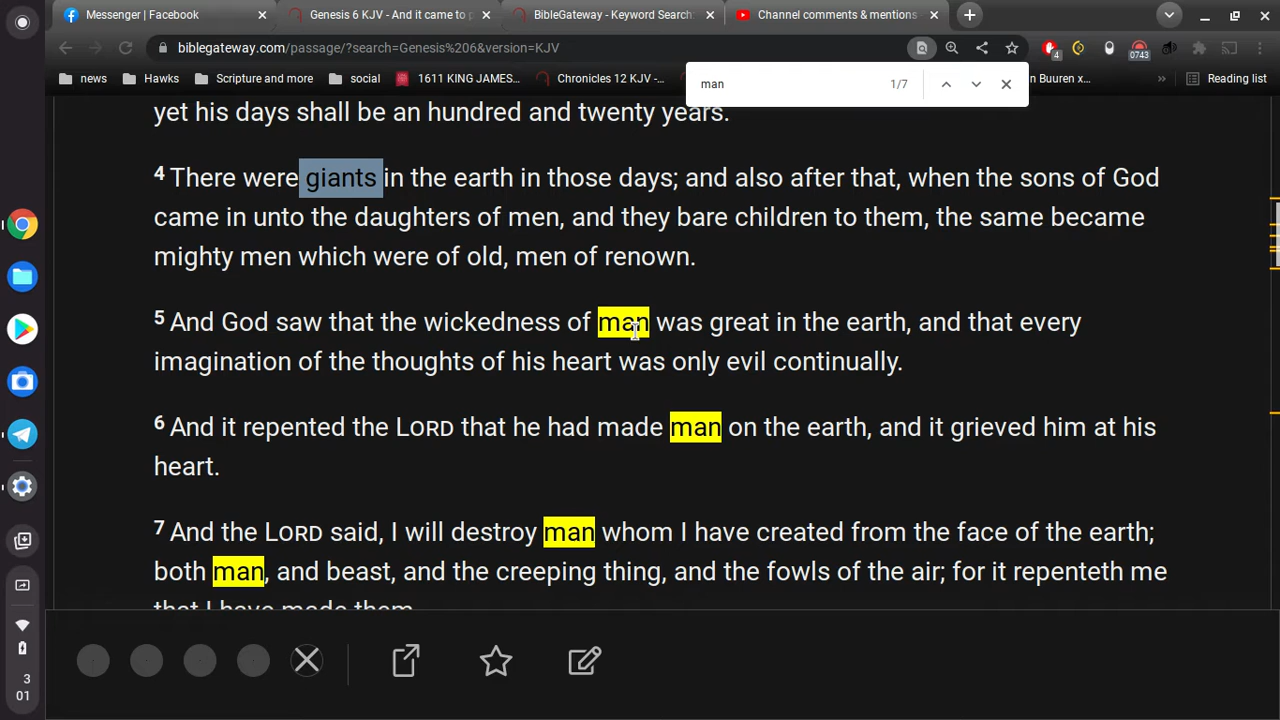 Messenger | Facebook
Genesis 6 KJV - And it came to p
BibleGateway - Keyword Search:
Channel comments & mentions
biblegateway.com/passage/?search=Genesis%206&version=KJV
4
0743
news
Hawks
Scripture and more
social
1611 KING JAMES...
Chronicles 12 KJV -...
n Buuren x...
»
Reading list
man
1/7
yet his days shall be an hundred and twenty years.
4 There were giants in the earth in those days; and also after that, when the sons of God
came in unto the daughters of men, and they bare children to them, the same became
mighty men which were of old, men of renown.
5 And God saw that the wickedness of man was great in the earth, and that every
imagination of the thoughts of his heart was only evil continually.
6 And it repented the LORD that he had made man on the earth, and it grieved him at his
heart.
7 And the LORD said, I will destroy man whom I have created from the face of the earth;
both man, and beast, and the creeping thing, and the fowls of the air; for it repenteth me
that I have made them.
3
01